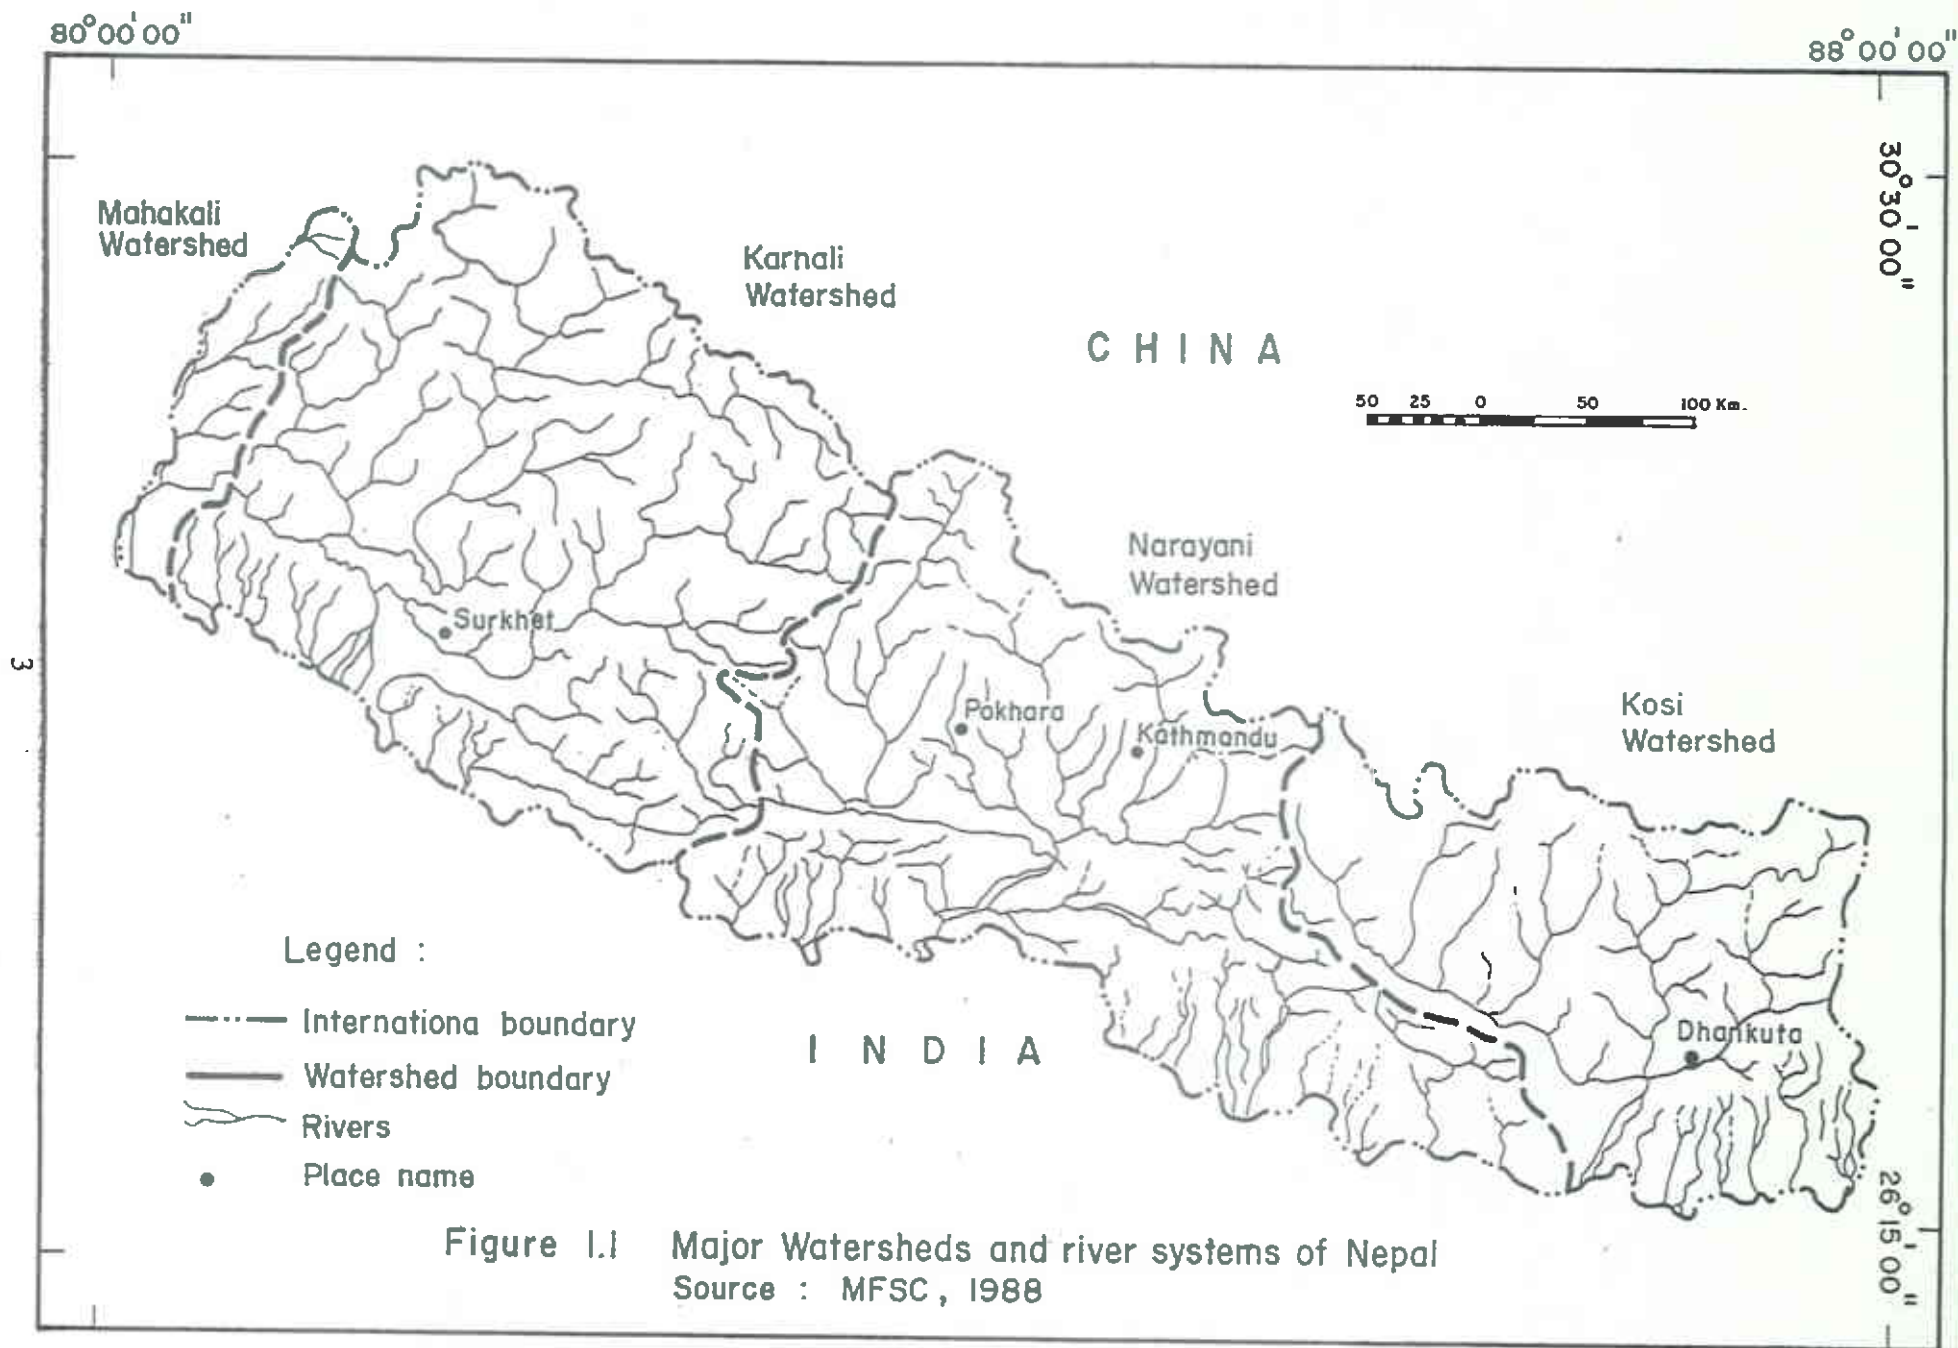 80°00'00"
88°00'00"
30°30'00"
Mahakali
Watershed
Karnali
Watershed
CHINA
50 25 0 50 100 Km.
Narayani
Watershed
Surkhet
3
Pokhara
Kathmandu
Kosi
Watershed
Dhankuta
INDIA
Legend :
Internationa boundary
Watershed boundary
Rivers
Place name
26°15'00"
Figure 1.1 Major Watersheds and river systems of Nepal
Source : MFSC, 1988